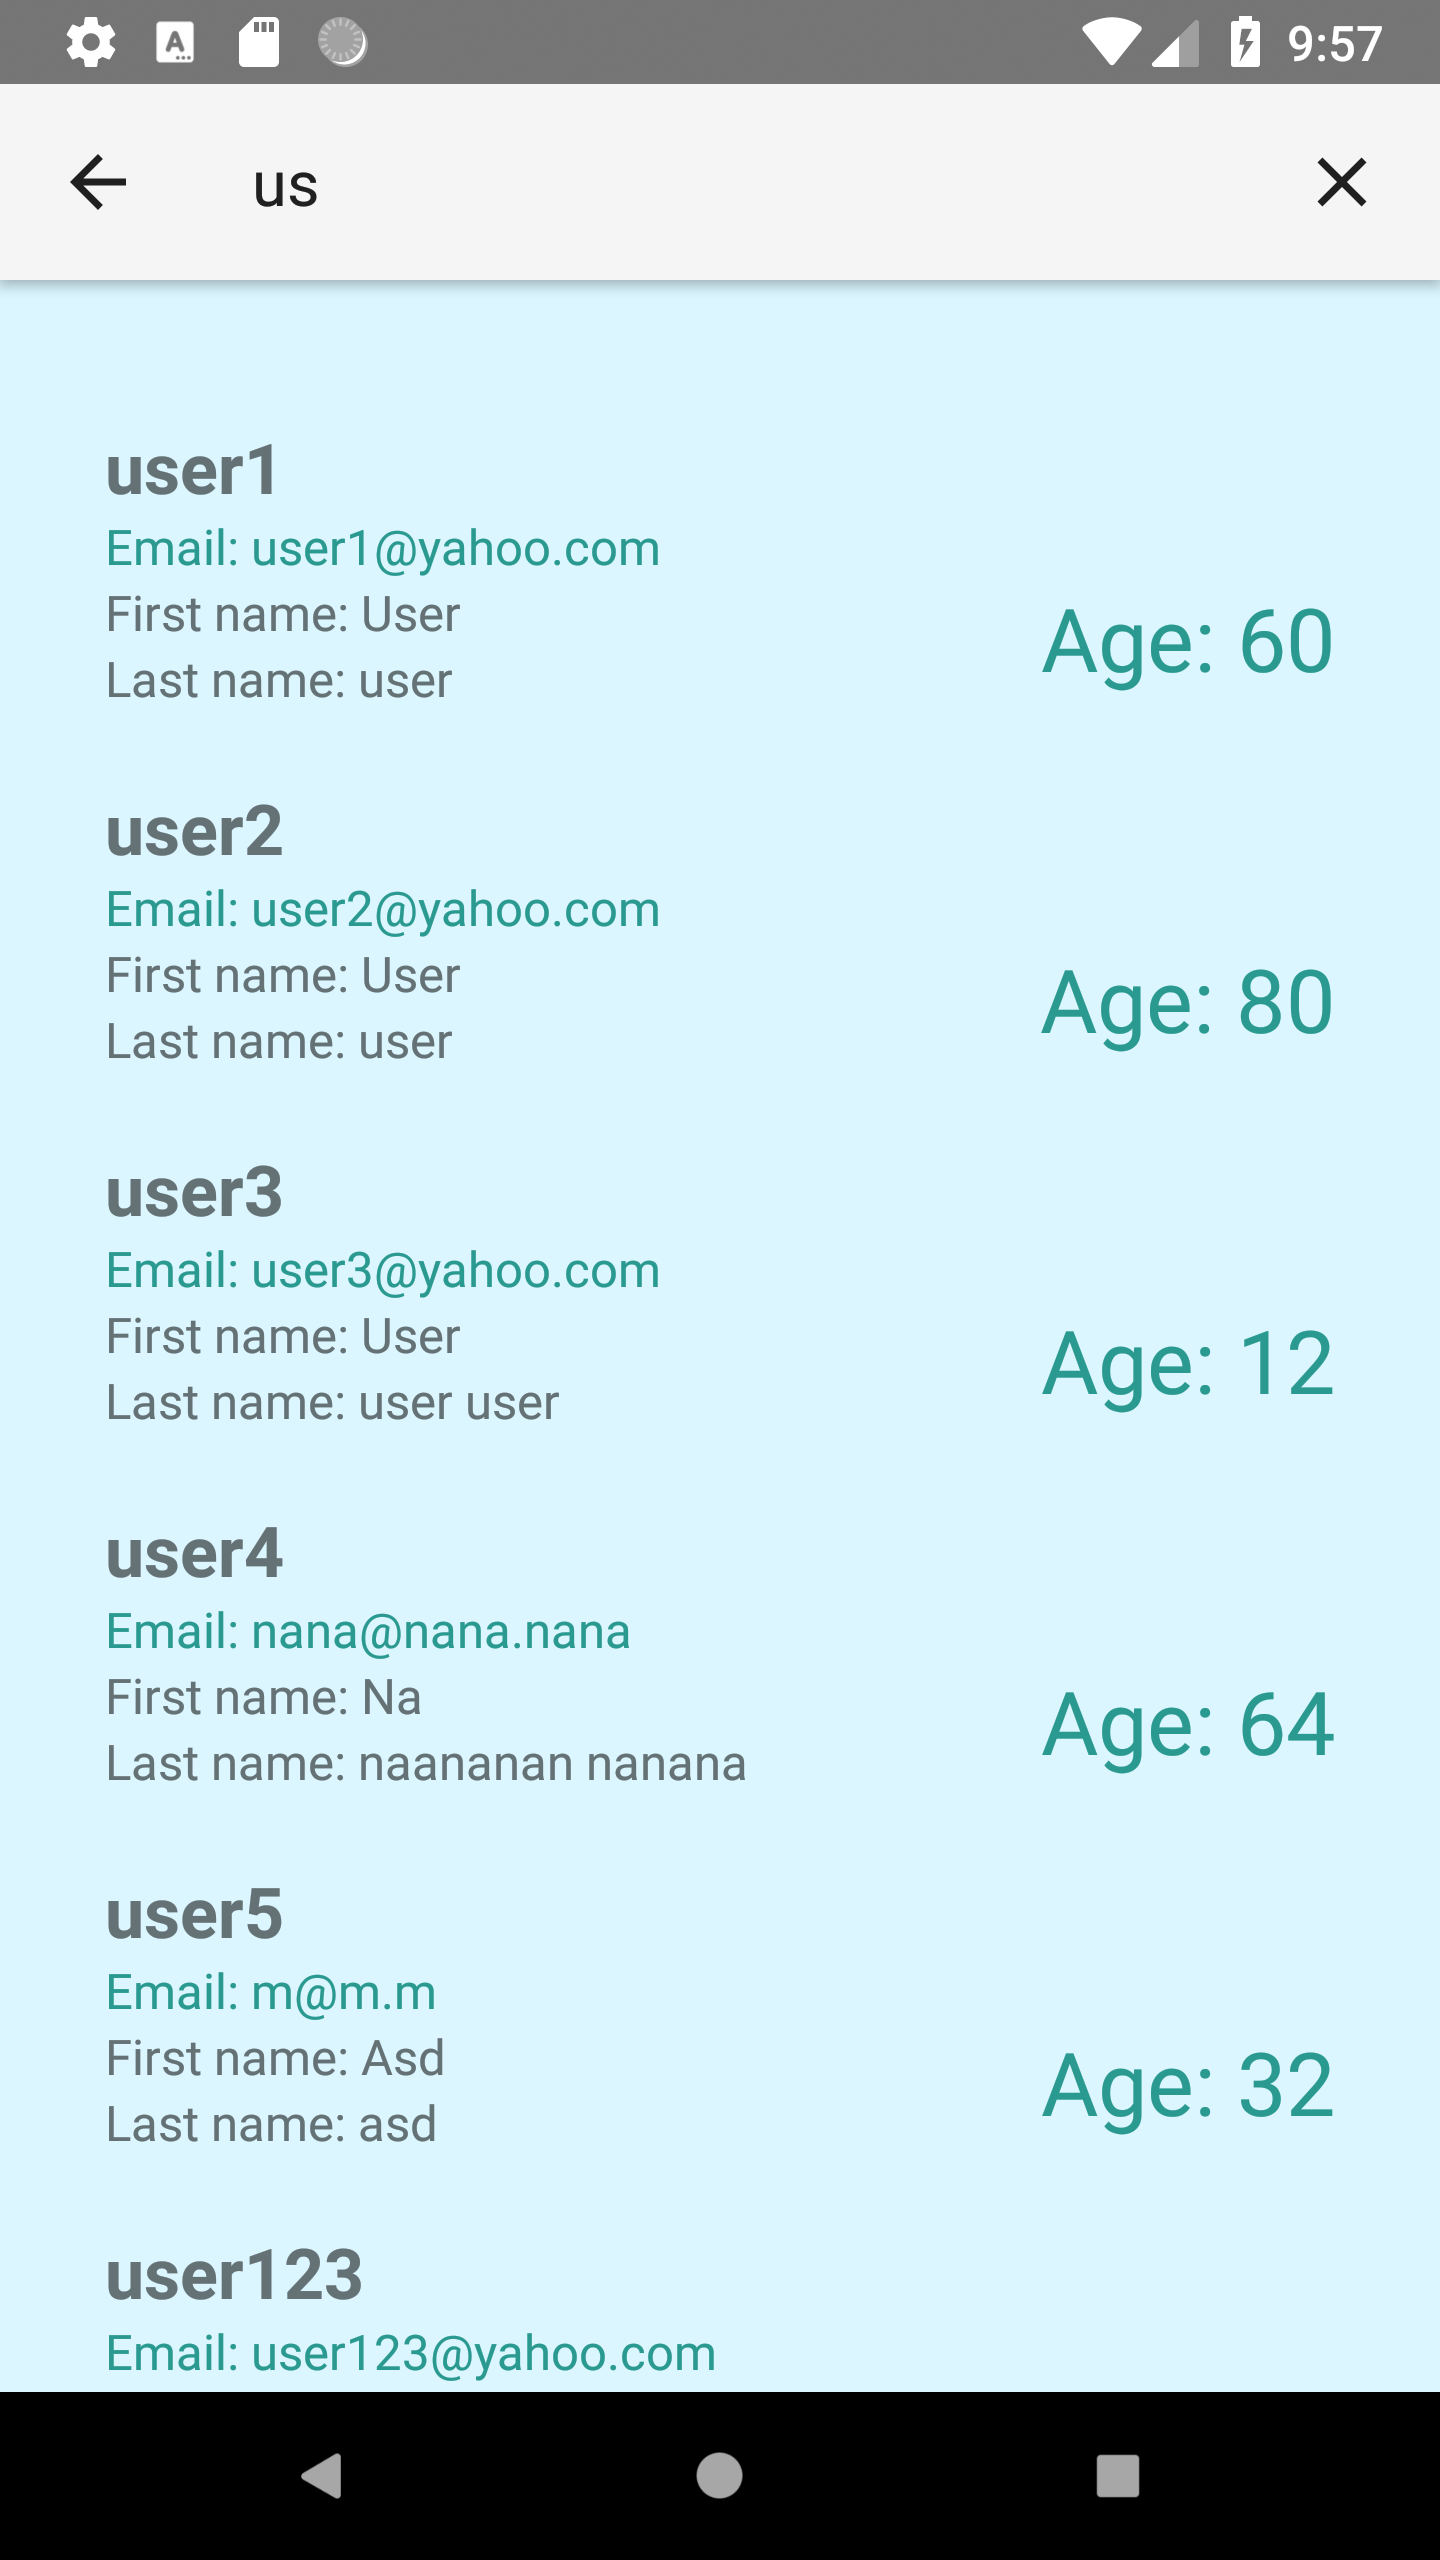 9:57
us
user1
Email: user1@yahoo.com
First name: User
Last name: user
Age: 60
user2
Email: user2@yahoo.com
First name: User
Last name: user
Age: 80
user3
Email: user3@yahoo.com
First name: User
Last name: user user
Age: 12
user4
Email: nana@nana.nana
First name: Na
Last name: naananan nanana
Age: 64
user5
Email: m@m.m
First name: Asd
Last name: asd
Age: 32
user123
Email: user123@yahoo.com